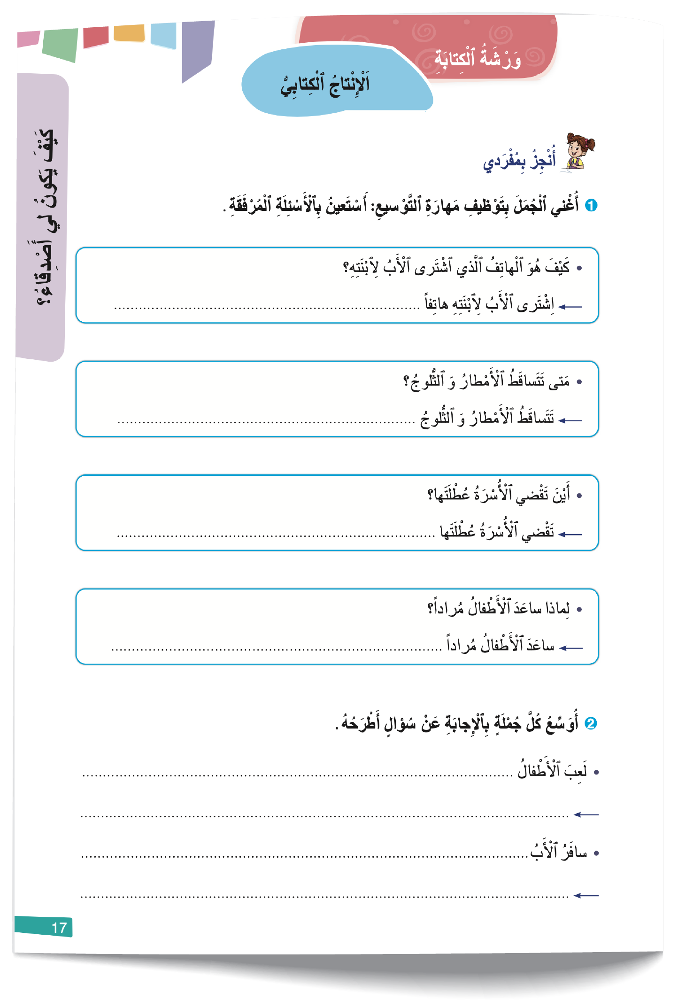 وَرْشَةُ ٱلْكِتابَةِ
اَلْإِنْتاجُ ٱلْكِتابِيُّ
كَيْفَ يَكونُ لي أَصْدِقاءُ؟
أُنْجِزُ بِمُفْرَدي
1 أُغْني ٱلْجُمَلَ بِتَوْظيفِ مَهارَةِ ٱلتَّوْسيعِ: أَسْتَعينُ بِٱلْأَسْئِلَةِ ٱلْمُرْفَقَةِ.
• كَيْفَ هُوَ ٱلْهاتِفُ ٱلَّذي ٱشْتَرى ٱلْأَبُ لِٱبْنَتِهِ؟
← اِشْتَرى ٱلْأَبُ لِٱبْنَتِهِ هاتِفاً ..........................................................................
• مَتى تَتَساقَطُ ٱلْأَمْطارُ وَ ٱلثُّلوجُ؟
← تَتَساقَطُ ٱلْأَمْطارُ وَ ٱلثُّلوجُ ..........................................................................
• أَيْنَ تَقْضي ٱلْأُسْرَةُ عُطْلَتَها؟
← تَقْضي ٱلْأُسْرَةُ عُطْلَتَها ..........................................................................
• لِماذا ساعَدَ ٱلْأَطْفالُ مُراداً؟
← ساعَدَ ٱلْأَطْفالُ مُراداً ..........................................................................
2 أُوَسِّعُ كُلَّ جُمْلَةٍ بِٱلْإِجابَةِ عَنْ سُؤالٍ أَطْرَحُهُ.
• لَعِبَ ٱلْأَطْفالُ ..........................................................................
← ..........................................................................
• سافَرُ ٱلْأَبُ ..........................................................................
← ..........................................................................
17